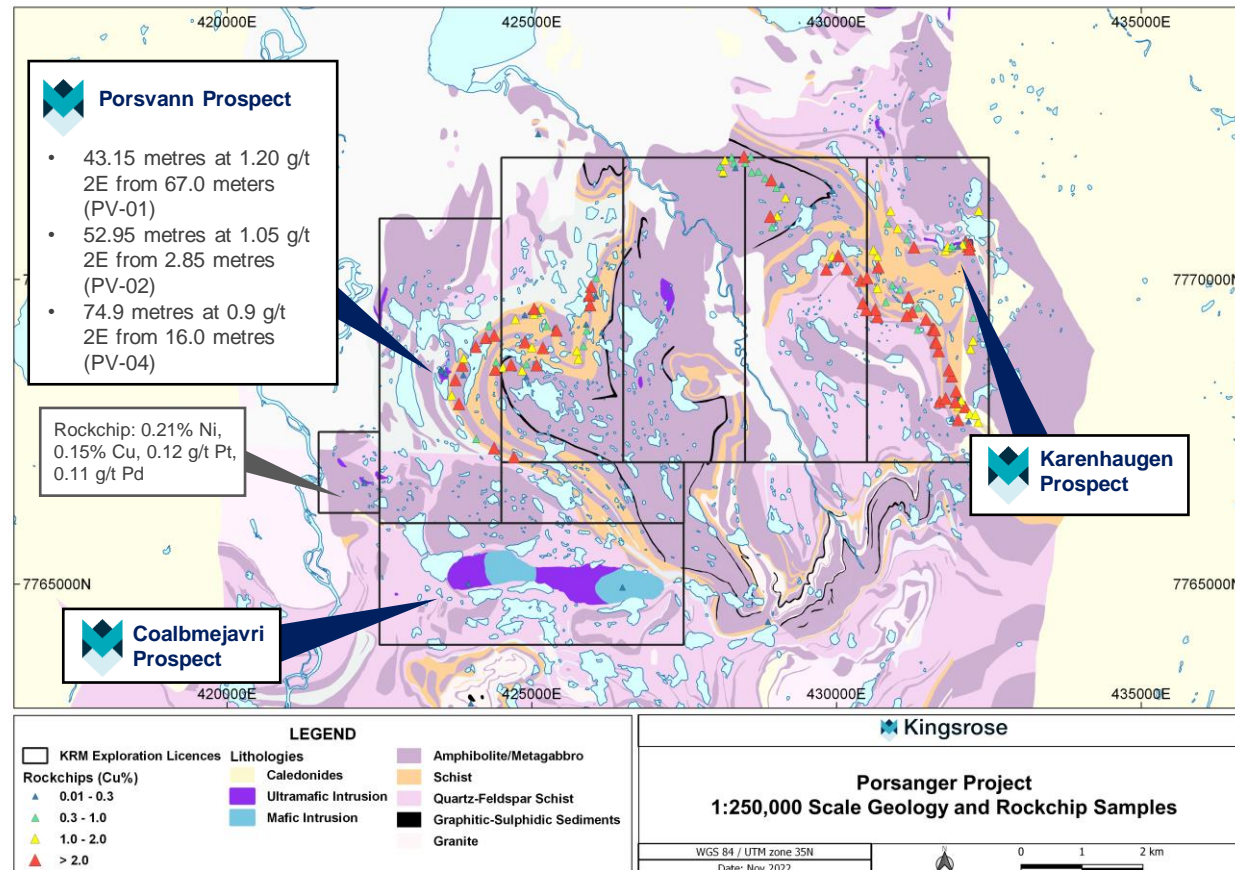 420000E 425000E 430000E 435000E
Porsvann Prospect
• 43.15 metres at 1.20 g/t
2E from 67.0 meters
(PV-01)
• 52.95 metres at 1.05 g/t
2E from 2.85 metres
(PV-02)
• 74.9 metres at 0.9 g/t
2E from 16.0 metres
(PV-04)
7770000N
Rockchip: 0.21% Ni,
0.15% Cu, 0.12 g/t Pt,
0.11 g/t Pd
Karenhaugen
Prospect
7765000N 7765000N
Coalbmejavri
Prospect
420000E 425000E 430000E 435000E
LEGEND
KRM Exploration Licences
Rockchips (Cu%)
0.01 - 0.3
0.3 - 1.0
1.0 - 2.0
> 2.0
Lithologies
Caledonides
Ultramafic Intrusion
Mafic Intrusion
Amphibolite/Metagabbro
Schist
Quartz-Feldspar Schist
Graphitic-Sulphidic Sediments
Granite
Kingsrose
Porsanger Project
1:250,000 Scale Geology and Rockchip Samples
WGS 84 / UTM zone 35N
Date: Nov 2022
N
0 1 2 km